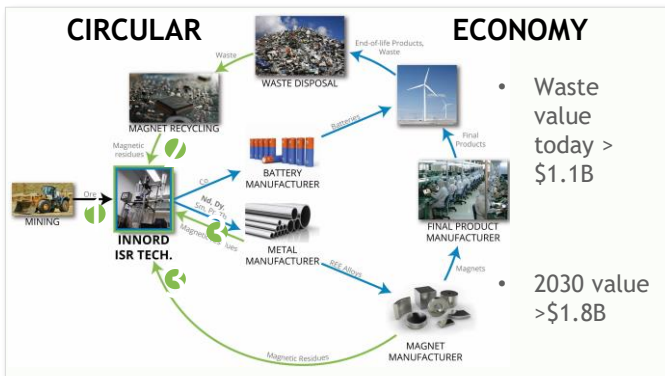 CIRCULAR ECONOMY
End-of-life Products,
Waste
Waste
WASTE DISPOSAL
MAGNET RECYCLING
Magnetic
residues
Batteries
BATTERY
MANUFACTURER
Final
Products
Ore
MINING
INNORD
ISR TECH.
Nd, Dy,
METAL
MANUFACTURER
FINAL PRODUCT
MANUFACTURER
REE Alloys
Magnets
MAGNET
MANUFACTURER
Magnetic Residues
• Waste
value
today >
$1.1B
• 2030 value
>$1.8B